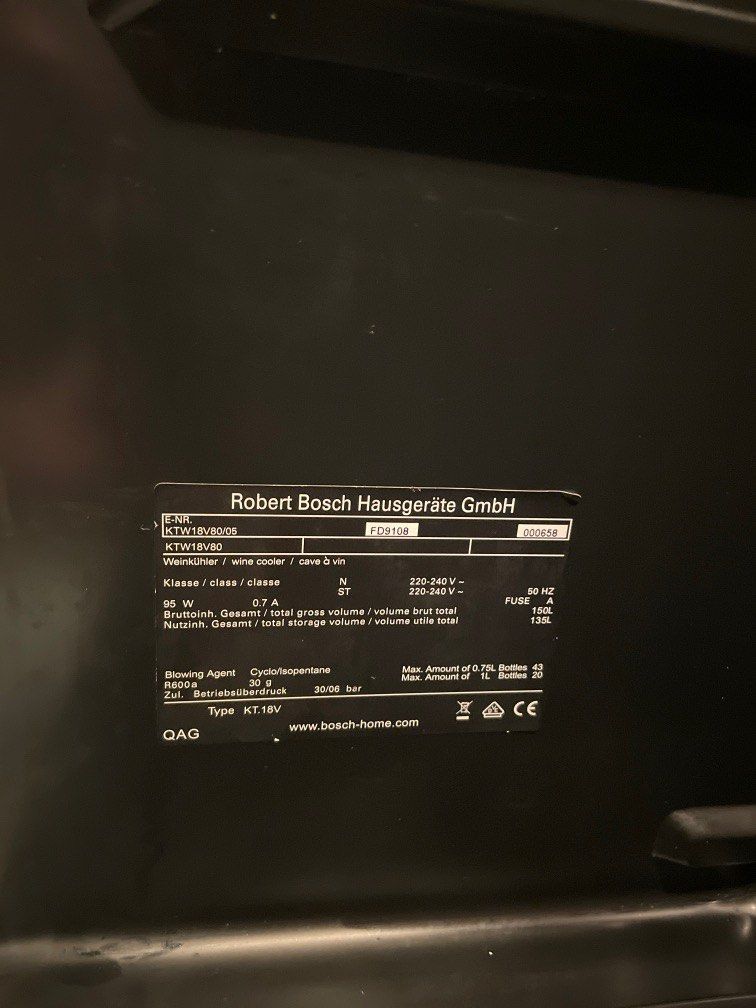 Robert Bosch Hausgeräte GmbH
E-NR.
KTW18V80/05 FD9108 000658
KTW18V80
Weinkühler / wine cooler / cave à vin
Klasse / class / classe N 220-240 V ~
ST 220-240 V ~ 50 HZ
95 W 0.7 A FUSE A
Bruttoinh. Gesamt / total gross volume / volume brut total 150L
Nutzinh. Gesamt / total storage volume / volume utile total 135L
Blowing Agent Cyclo/Isopentane Max. Amount of 0.75L Bottles 43
R600a 30 g Max. Amount of 1L Bottles 20
Zul. Betriebsüberdruck 30/06 bar
Type KT.18V
QAG www.bosch-home.com CE